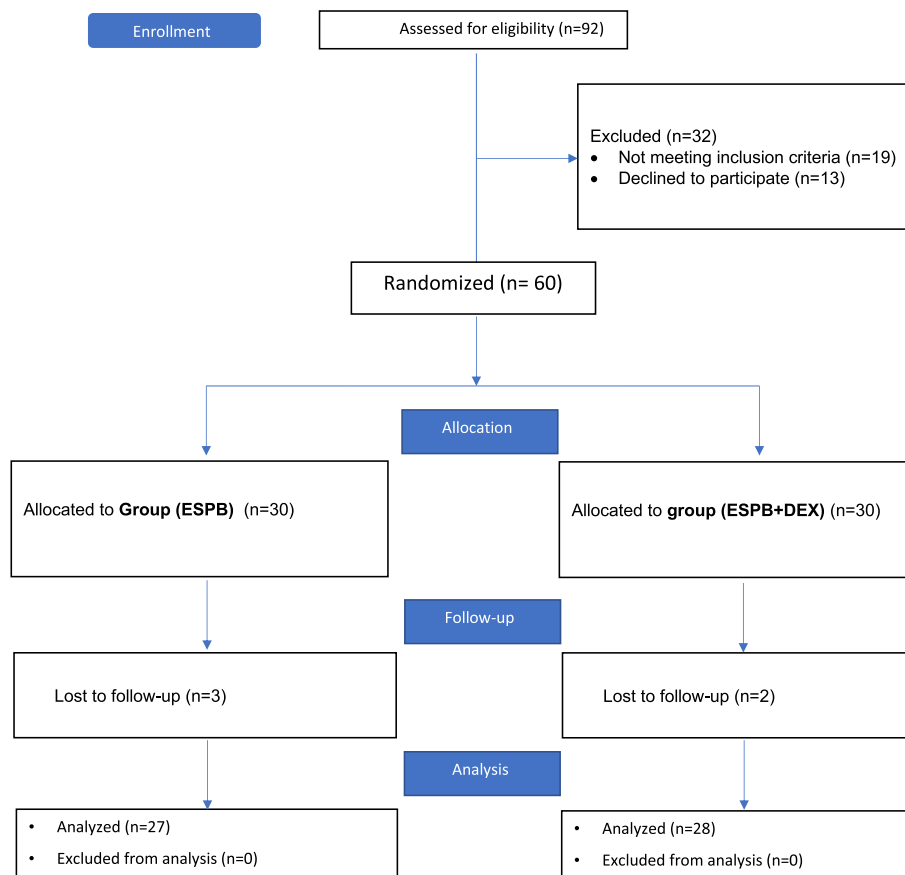 Enrollment
Assessed for eligibility (n=92)
Excluded (n=32)
• Not meeting inclusion criteria (n=19)
• Declined to participate (n=13)
Randomized (n= 60)
Allocation
Allocated to Group (ESPB) (n=30)
Allocated to group (ESPB+DEX) (n=30)
Follow-up
Lost to follow-up (n=3)
Lost to follow-up (n=2)
Analysis
• Analyzed (n=27)
• Excluded from analysis (n=0)
• Analyzed (n=28)
• Excluded from analysis (n=0)